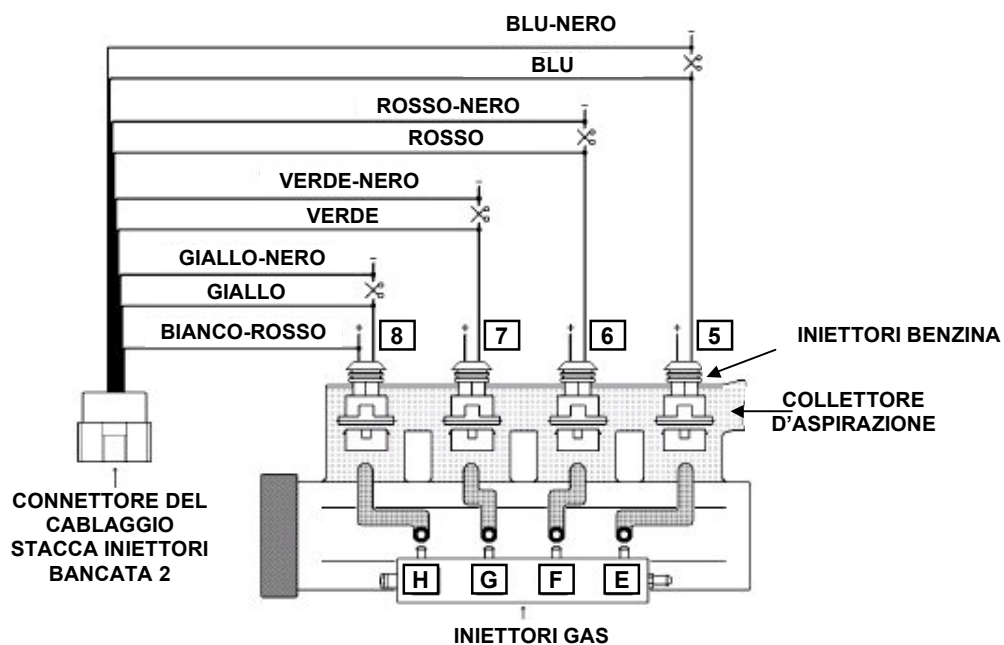 BLU-NERO
BLU
ROSSO-NERO
ROSSO
VERDE-NERO
VERDE
GIALLO-NERO
GIALLO
BIANCO-ROSSO
8
7
6
5
INIETTORI BENZINA
COLLETTORE
D’ASPIRAZIONE
CONNETTORE DEL
CABLAGGIO
STACCA INIETTORI
BANCATA 2
H
G
F
E
INIETTORI GAS